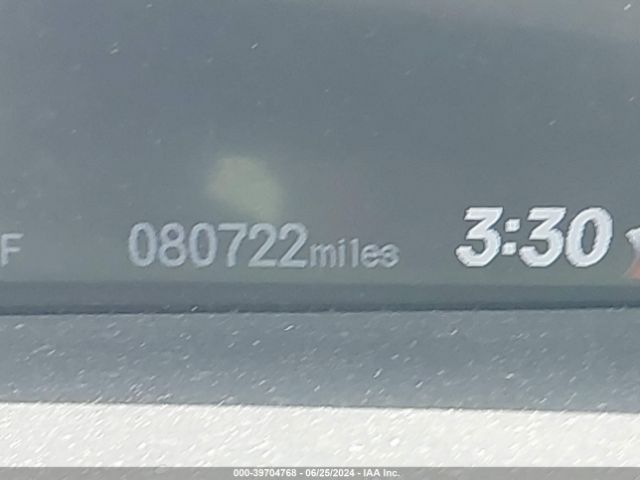 F 080722miles 3:30
000-39704768 - 06/25/2024 - IAA Inc.